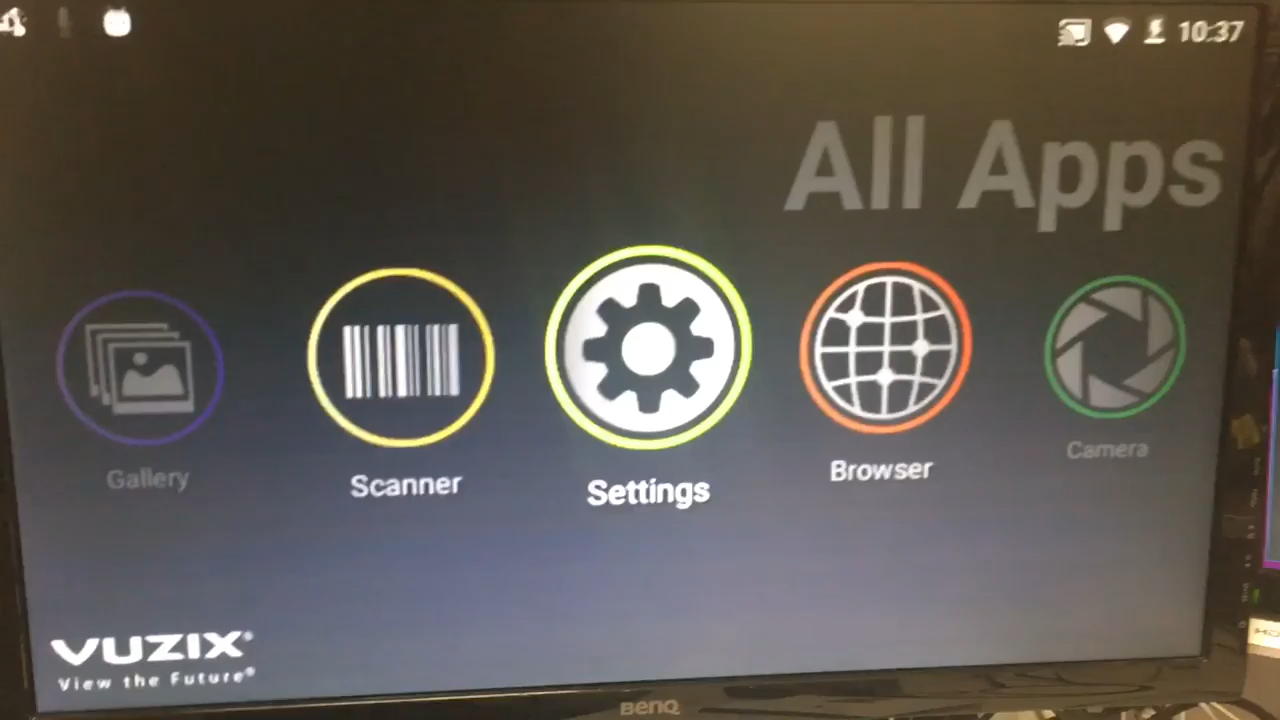 10:37
All Apps
Gallery
Scanner
Settings
Browser
Camera
VUZIX®
View the Future®
BenQ